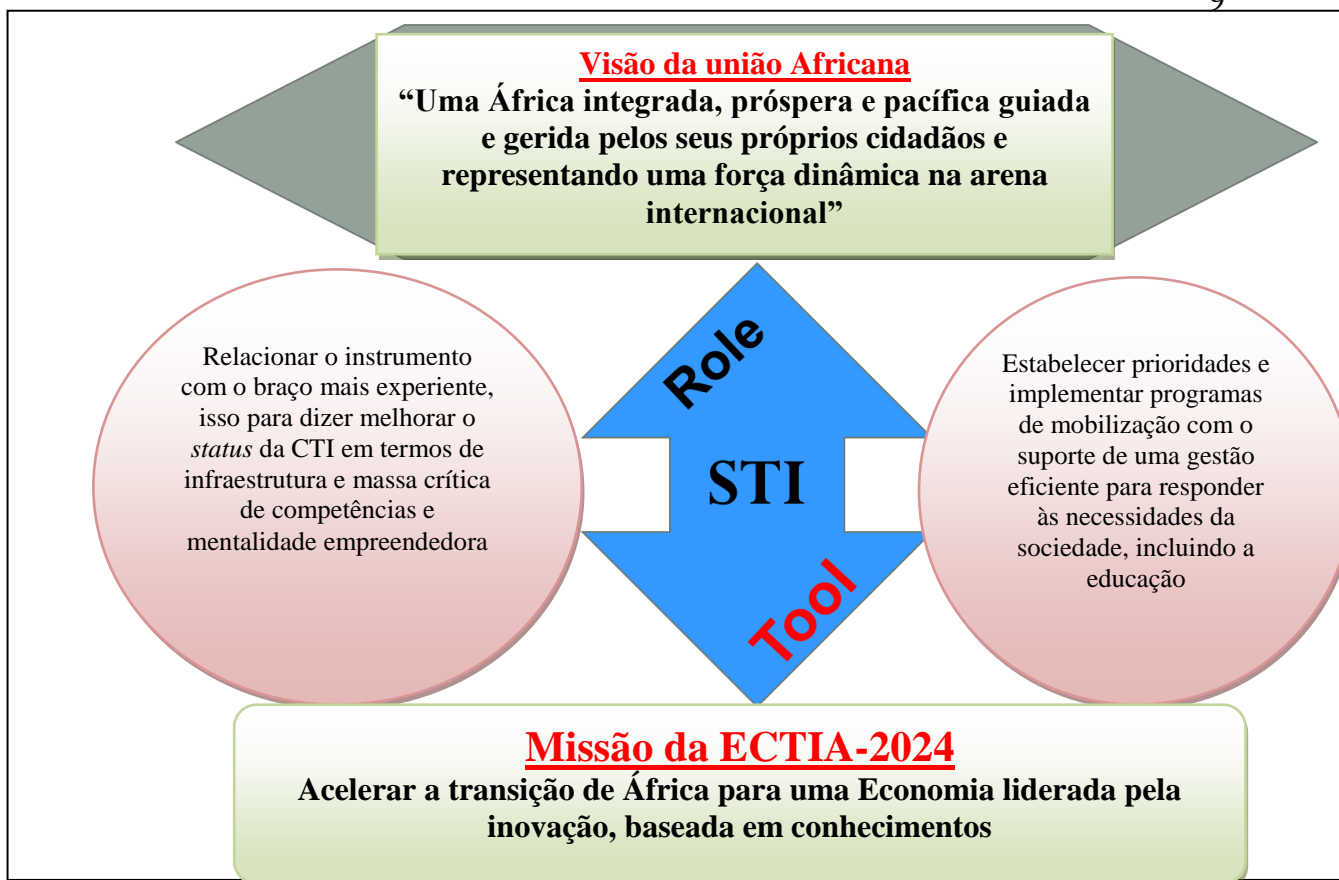 9
Visão da união Africana
“Uma África integrada, próspera e pacífica guiada
e gerida pelos seus próprios cidadãos e
representando uma força dinâmica na arena
internacional”
Relacionar o instrumento
com o braço mais experiente,
isso para dizer melhorar o
status da CTI em termos de
infraestrutura e massa crítica
de competências e
mentalidade empreendedora
Role
STI
Tool
Estabelecer prioridades e
implementar programas
de mobilização com o
suporte de uma gestão
eficiente para responder
às necessidades da
sociedade, incluindo a
educação
Missão da ECTIA-2024
Acelerar a transição de África para uma Economia liderada pela
inovação, baseada em conhecimentos